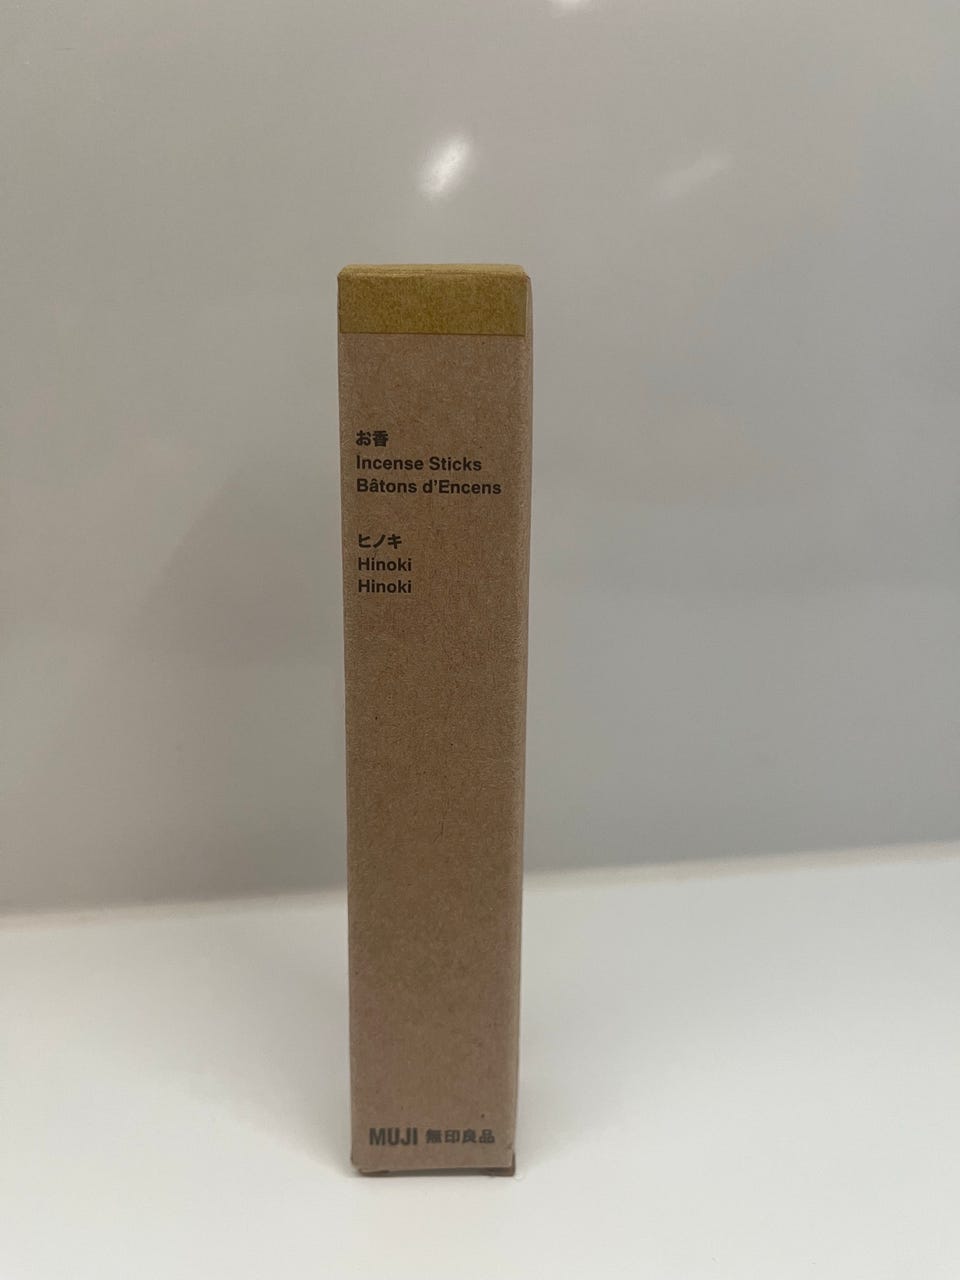 お香
Incense Sticks
Bâtons d'Encens
ヒノキ
Hinoki
Hinoki
MUJI 無印良品